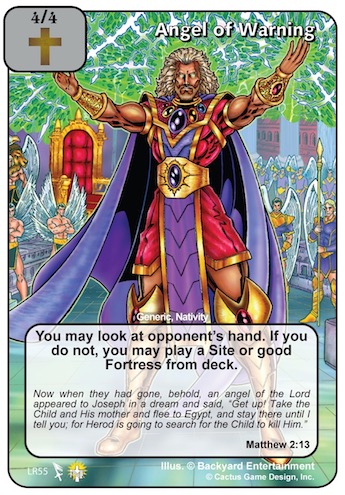 4/4
Angel of Warning
Generic, Nativity
You may look at opponent's hand. If you
do not, you may play a Site or good
Fortress from deck.
Now when they had gone, behold, an angel of the Lord
appeared to Joseph in a dream and said, "Get up! Take the
Child and His mother and flee to Egypt, and stay there until I
tell you; for Herod is going to search for the Child to kill Him."
Matthew 2:13
LR55
Illus. © Backyard Entertainment
© Cactus Game Design, Inc.